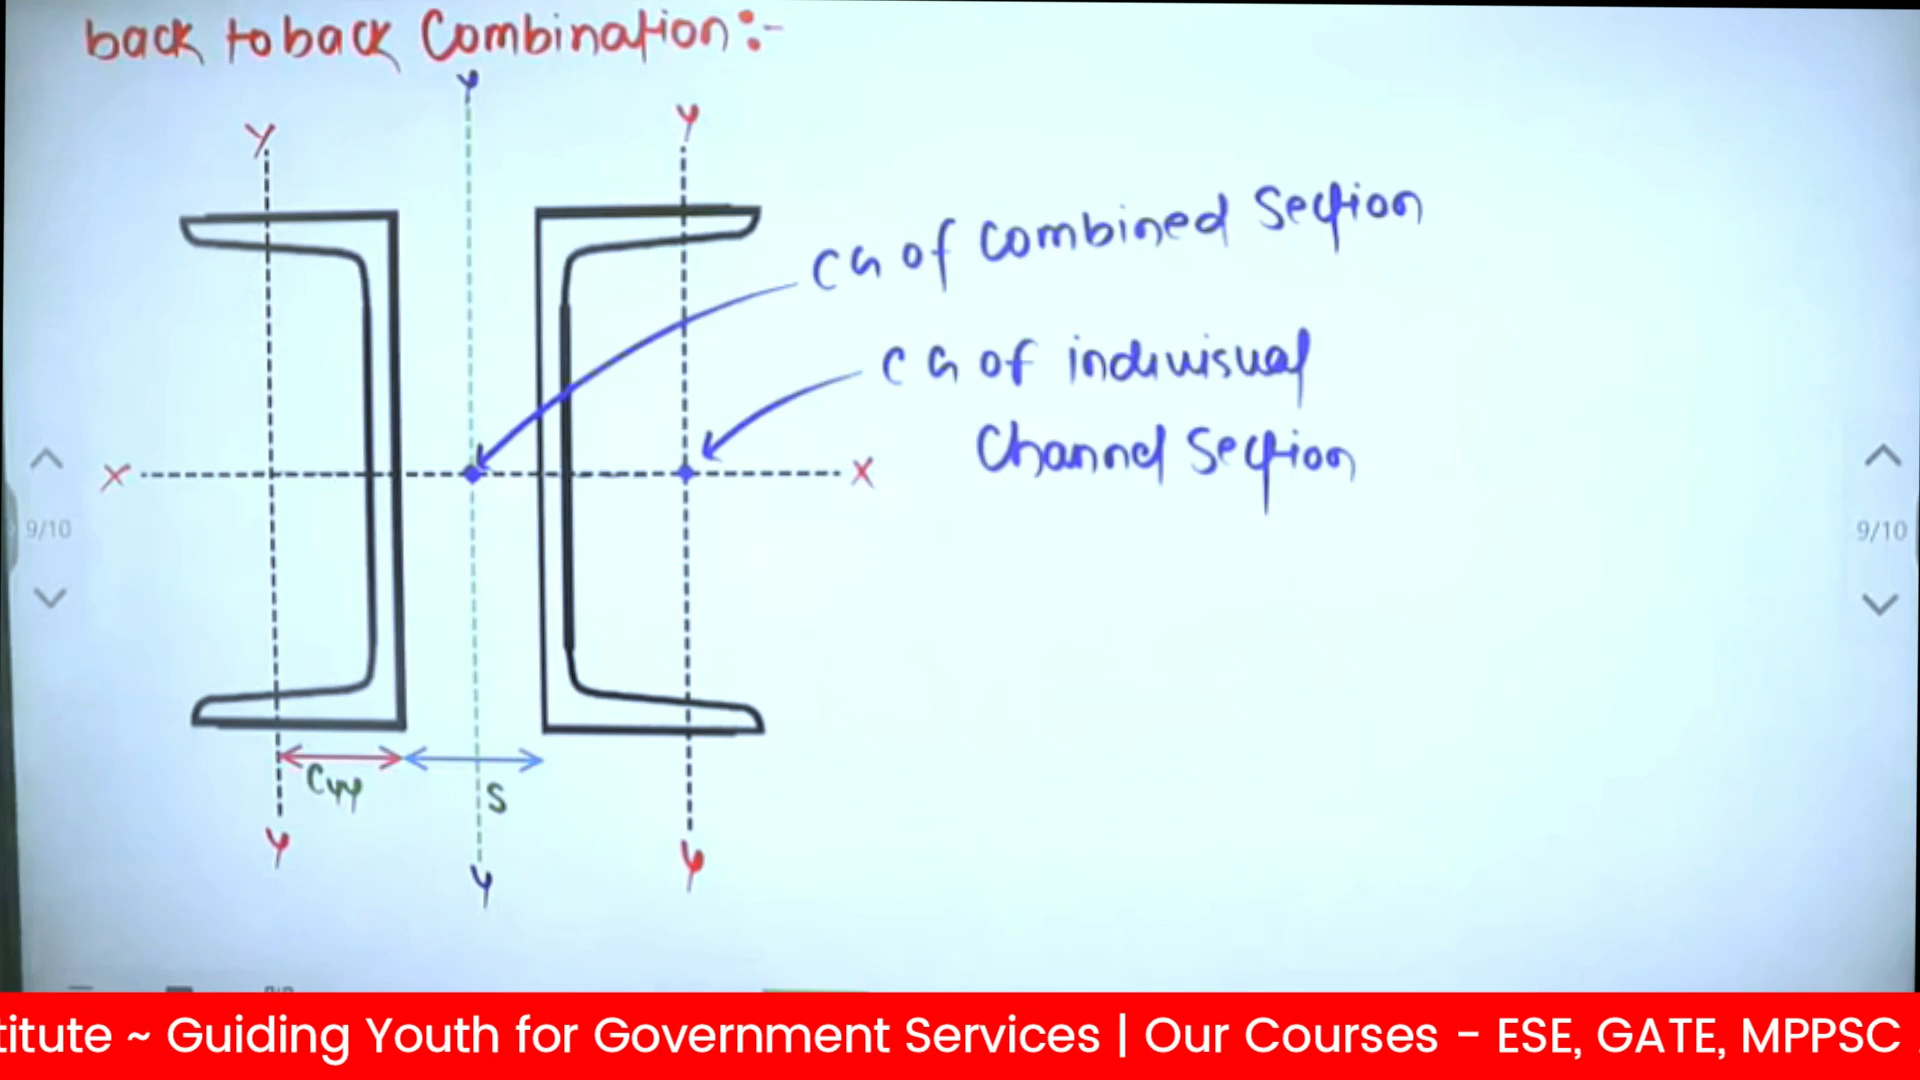 back to back Combination:-
y
y
y
CG of Combined Section
CG of indivisual
Channel Section
x
x
9/10
9/10
Cyy
S
y
y
y
titute ~ Guiding Youth for Government Services | Our Courses - ESE, GATE, MPPSC